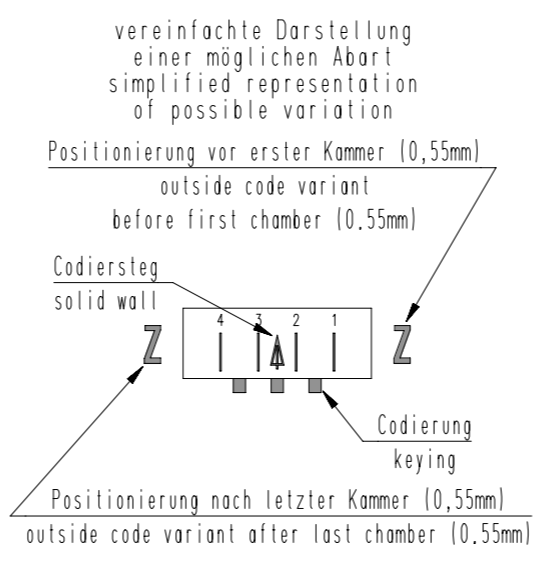 vereinfachte Darstellung
einer möglichen Abart
simplified representation
of possible variation
Positionierung vor erster Kammer (0,55mm)
outside code variant
before first chamber (0.55mm)
Codiersteg
solid wall
4 3 2 1
Z Z
Codierung
keying
Positionierung nach letzter Kammer (0,55mm)
outside code variant after last chamber (0.55mm)